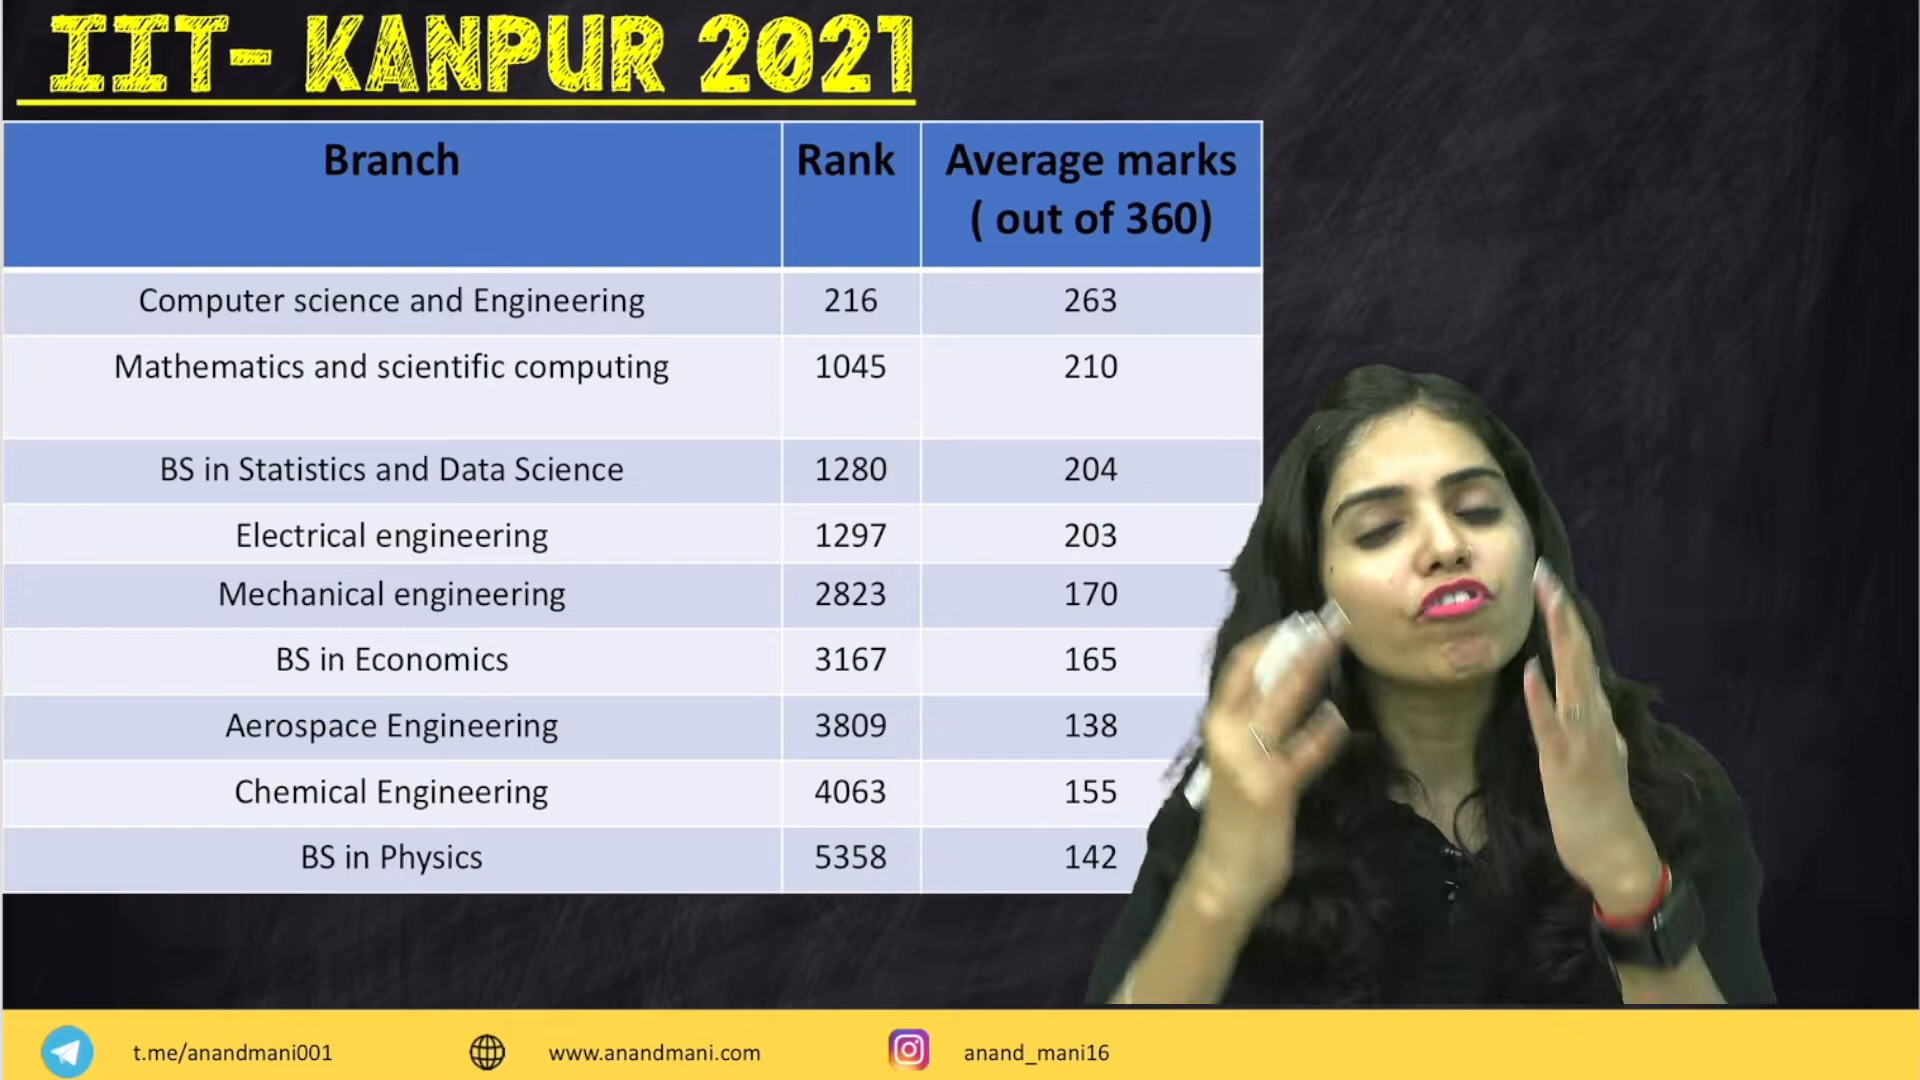 IIT- KANPUR 2021
Branch Rank Average marks
( out of 360)
Computer science and Engineering 216 263
Mathematics and scientific computing 1045 210
BS in Statistics and Data Science 1280 204
Electrical engineering 1297 203
Mechanical engineering 2823 170
BS in Economics 3167 165
Aerospace Engineering 3809 138
Chemical Engineering 4063 155
BS in Physics 5358 142
t.me/anandmani001 www.anandmani.com anand_mani16